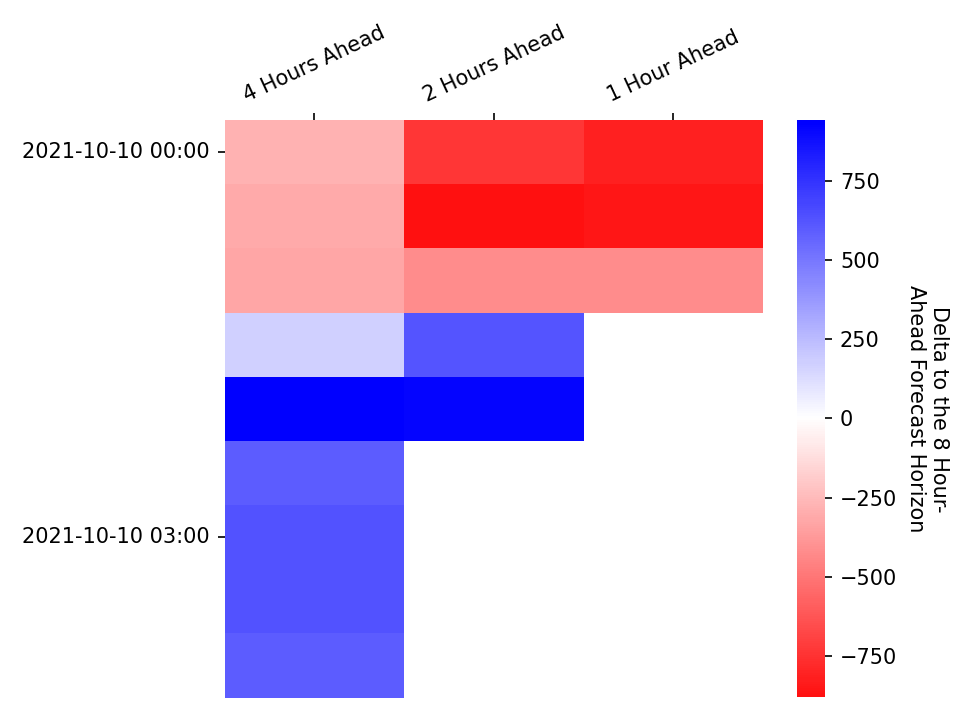 4 Hours Ahead
2 Hours Ahead
1 Hour Ahead
2021-10-10 00:00
2021-10-10 03:00
750
500
250
0
−250
−500
−750
Delta to the 8 Hour-
Ahead Forecast Horizon